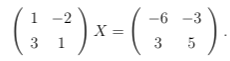 ( 1 −2 ) X = ( −6 −3 ) .
( 3 1 ) ( 3 5 )